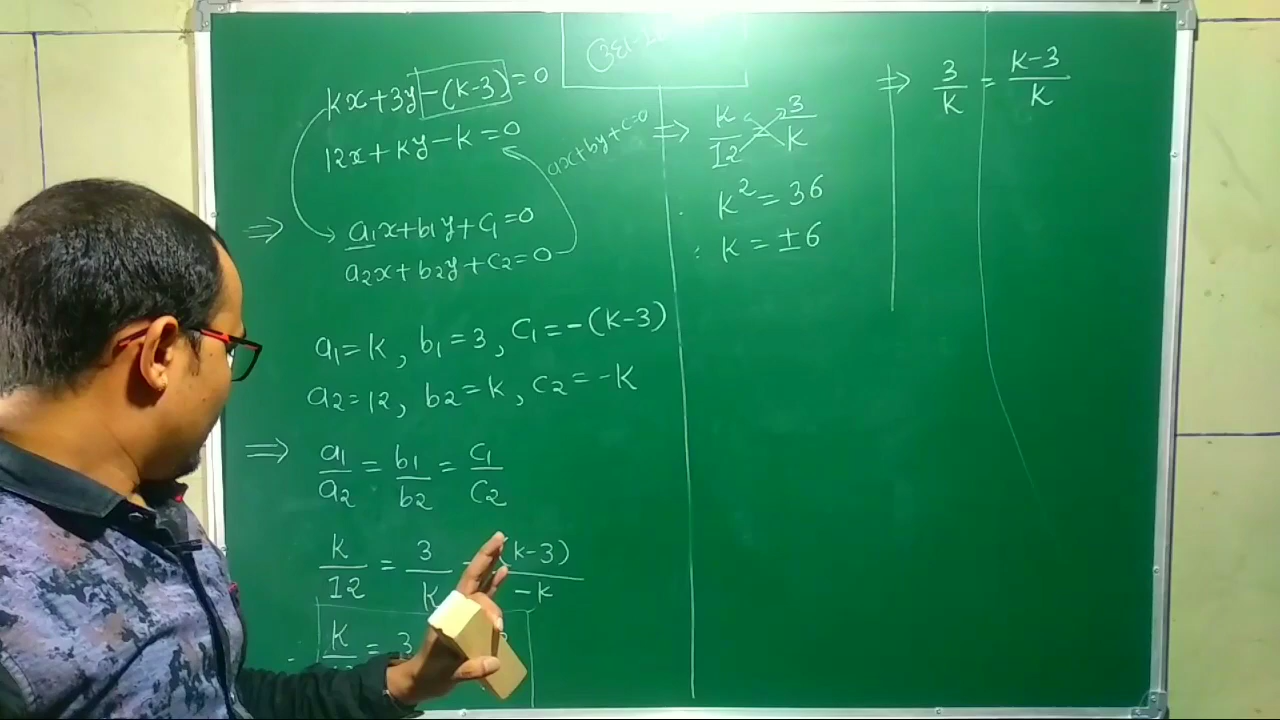 kx+3y-(k-3)=0
12x+ky-k=0
ax+by+c=0
⇒ a1x+b1y+c1=0
a2x+b2y+c2=0
a1=k, b1=3, c1=-(k-3)
a2=12, b2=k, c2=-k
⇒ a1/a2 = b1/b2 = c1/c2
k/12 = 3/k (k-3)/-k
k = 3
⇒ k/12 = 3/k
k²=36
k=±6
⇒ 3/k = k-3/k